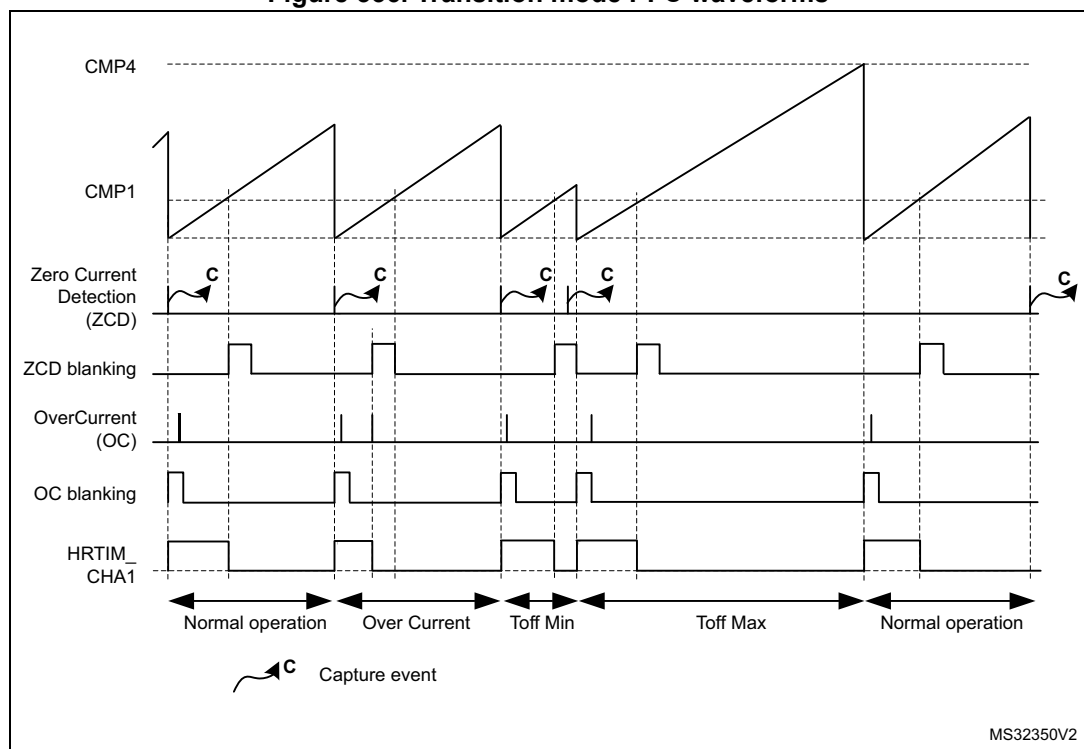 Figure Transition mode PFC waveforms
CMP4
CMP1
Zero Current
Detection
(ZCD)
C
C
C
C
C
ZCD blanking
OverCurrent
(OC)
OC blanking
HRTIM_
CHA1
Normal operation
Over Current
Toff Min
Toff Max
Normal operation
C
Capture event
MS32350V2